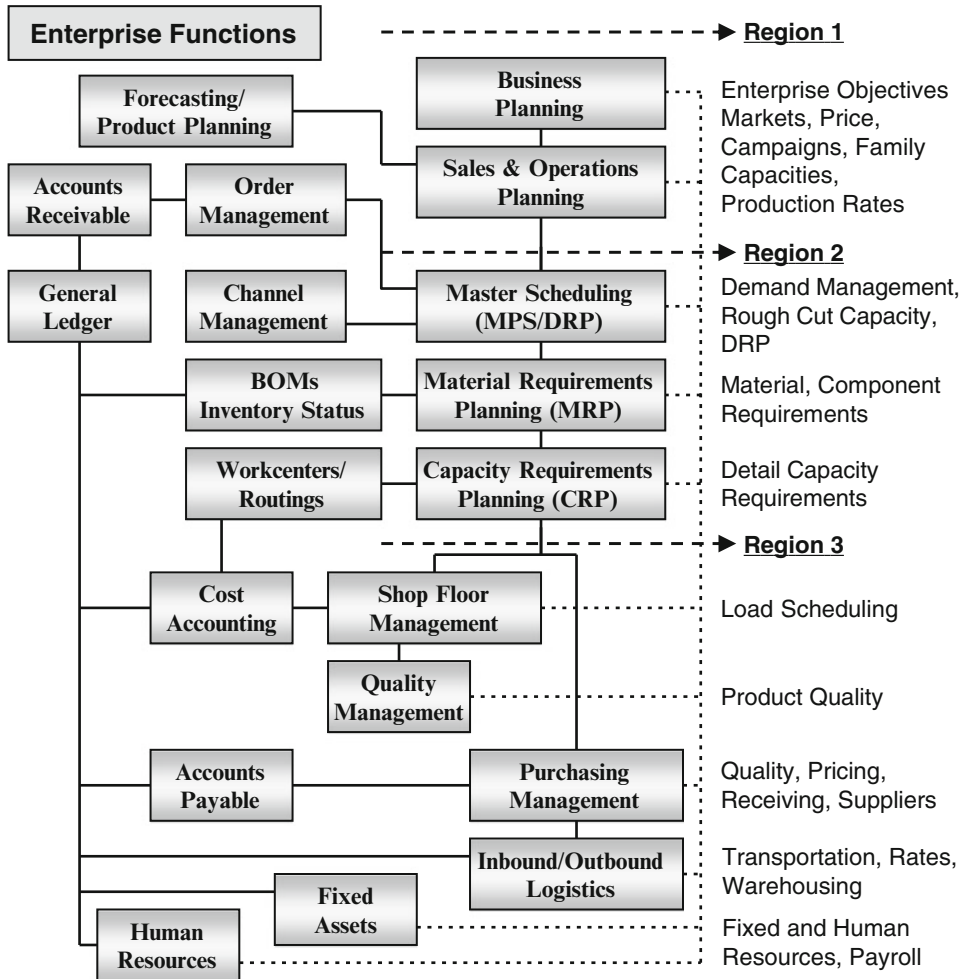 Enterprise Functions
Region 1
Forecasting/
Product Planning
Business
Planning
Enterprise Objectives
Markets, Price,
Campaigns, Family
Capacities,
Production Rates
Sales & Operations
Planning
Accounts
Receivable
Order
Management
Region 2
General
Ledger
Channel
Management
Master Scheduling
(MPS/DRP)
Demand Management,
Rough Cut Capacity,
DRP
BOMs
Inventory Status
Material Requirements
Planning (MRP)
Material, Component
Requirements
Workcenters/
Routings
Capacity Requirements
Planning (CRP)
Detail Capacity
Requirements
Region 3
Cost
Accounting
Shop Floor
Management
Load Scheduling
Quality
Management
Product Quality
Accounts
Payable
Purchasing
Management
Quality, Pricing,
Receiving, Suppliers
Inbound/Outbound
Logistics
Transportation, Rates,
Warehousing
Fixed
Assets
Human
Resources
Fixed and Human
Resources, Payroll